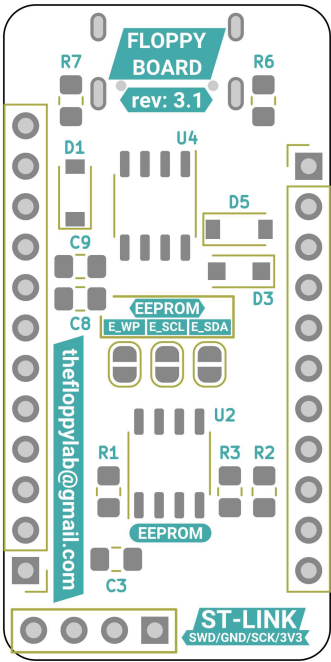 FLOPPY
BOARD
rev: 3.1
R7
R6
U4
D1
D5
C9
D3
C8
EEPROM
E_WP E_SCL E_SDA
thefloppylab@gmail.com
U2
R1
R3
R2
EEPROM
C3
ST-LINK
SWD/GND/SCK/3V3